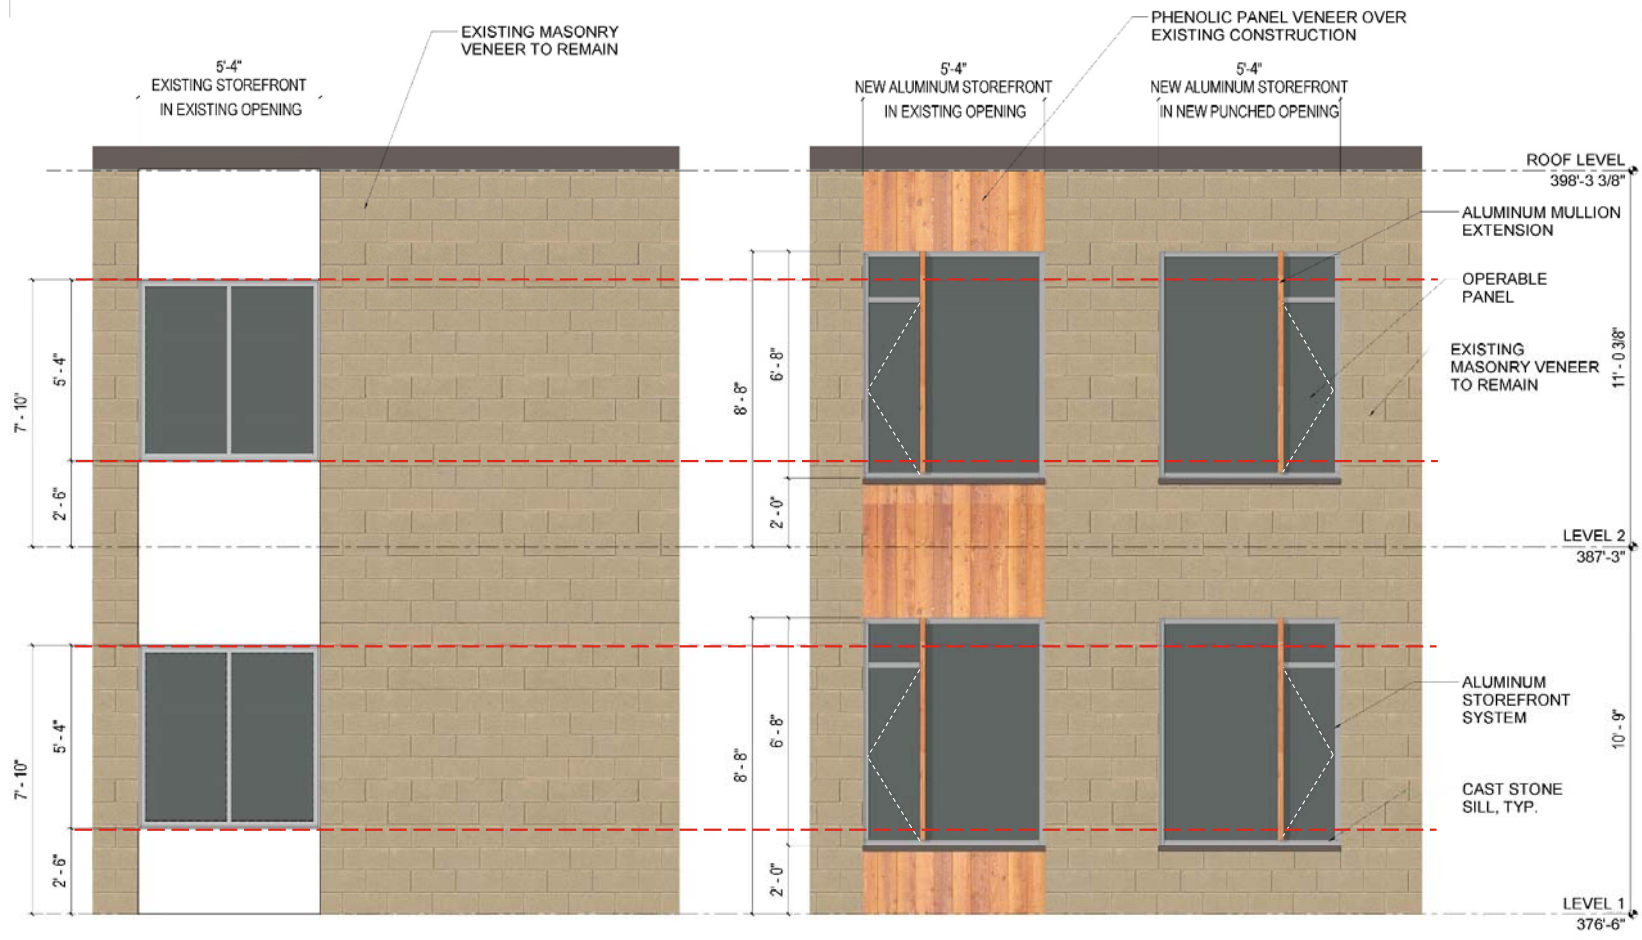 EXISTING MASONRY
VENEER TO REMAIN
5'-4"
EXISTING STOREFRONT
IN EXISTING OPENING
PHENOLIC PANEL VENEER OVER
EXISTING CONSTRUCTION
5'-4"
NEW ALUMINUM STOREFRONT
IN EXISTING OPENING
5'-4"
NEW ALUMINUM STOREFRONT
IN NEW PUNCHED OPENING
ROOF LEVEL
398'-3 3/8"
ALUMINUM MULLION
EXTENSION
OPERABLE
PANEL
EXISTING
MASONRY VENEER
TO REMAIN
11' - 0 3/8"
7' - 10"
5' - 4"
2' - 6"
8' - 8"
6' - 8"
2' - 0"
LEVEL 2
387'-3"
ALUMINUM
STOREFRONT
SYSTEM
10' - 9"
CAST STONE
SILL, TYP.
7' - 10"
5' - 4"
2' - 6"
8' - 8"
6' - 8"
2' - 0"
LEVEL 1
376'-6"